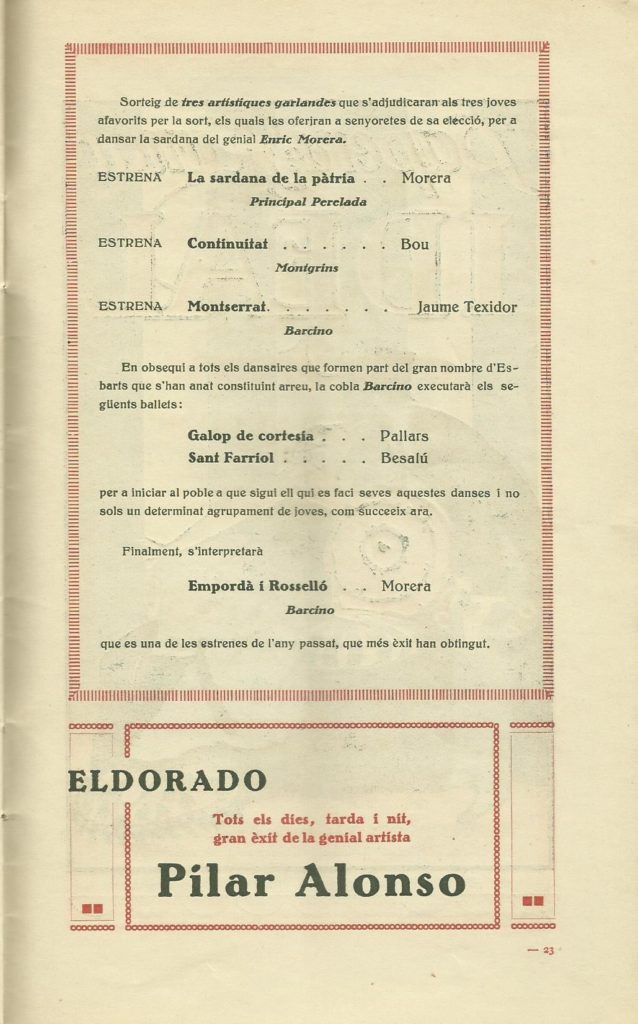 Sorteig de tres artístiques garlandes que s'adjudicaran als tres joves
afavorits per la sort, els quals les oferiran a senyoretes de sa elecció, per a
dansar la sardana del genial Enric Morera.
ESTRENA La sardana de la pàtria . . Morera
Principal Perelada
ESTRENA Continuitat . . . . . . Bou
Montgrins
ESTRENA Montserrat. . . . . . . Jaume Texidor
Barcino
En obsequi a tots els dansaires que formen part del gran nombre d'Es-
barts que s'han anat constituint arreu, la cobla Barcino executarà els se-
güents ballets:
Galop de cortesia . . . Pallars
Sant Farriol . . . . . Besalú
per a iniciar al poble a que sigui ell qui es faci seves aquestes danses i no
sols un determinat agrupament de joves, com succeeix ara.
Finalment, s'interpretarà
Empordà i Rosselló . . Morera
Barcino
que es una de les estrenes de l'any passat, que més èxit han obtingut.
ELDORADO
Tots els dies, tarda i nit,
gran èxit de la genial artista
Pilar Alonso
— 23